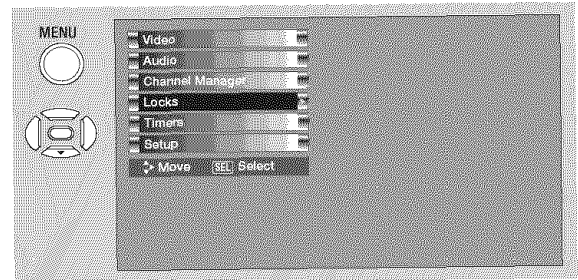 MENU
Video
Audio
Channel Manager
Locks
Timers
Setup
Move SEL Select